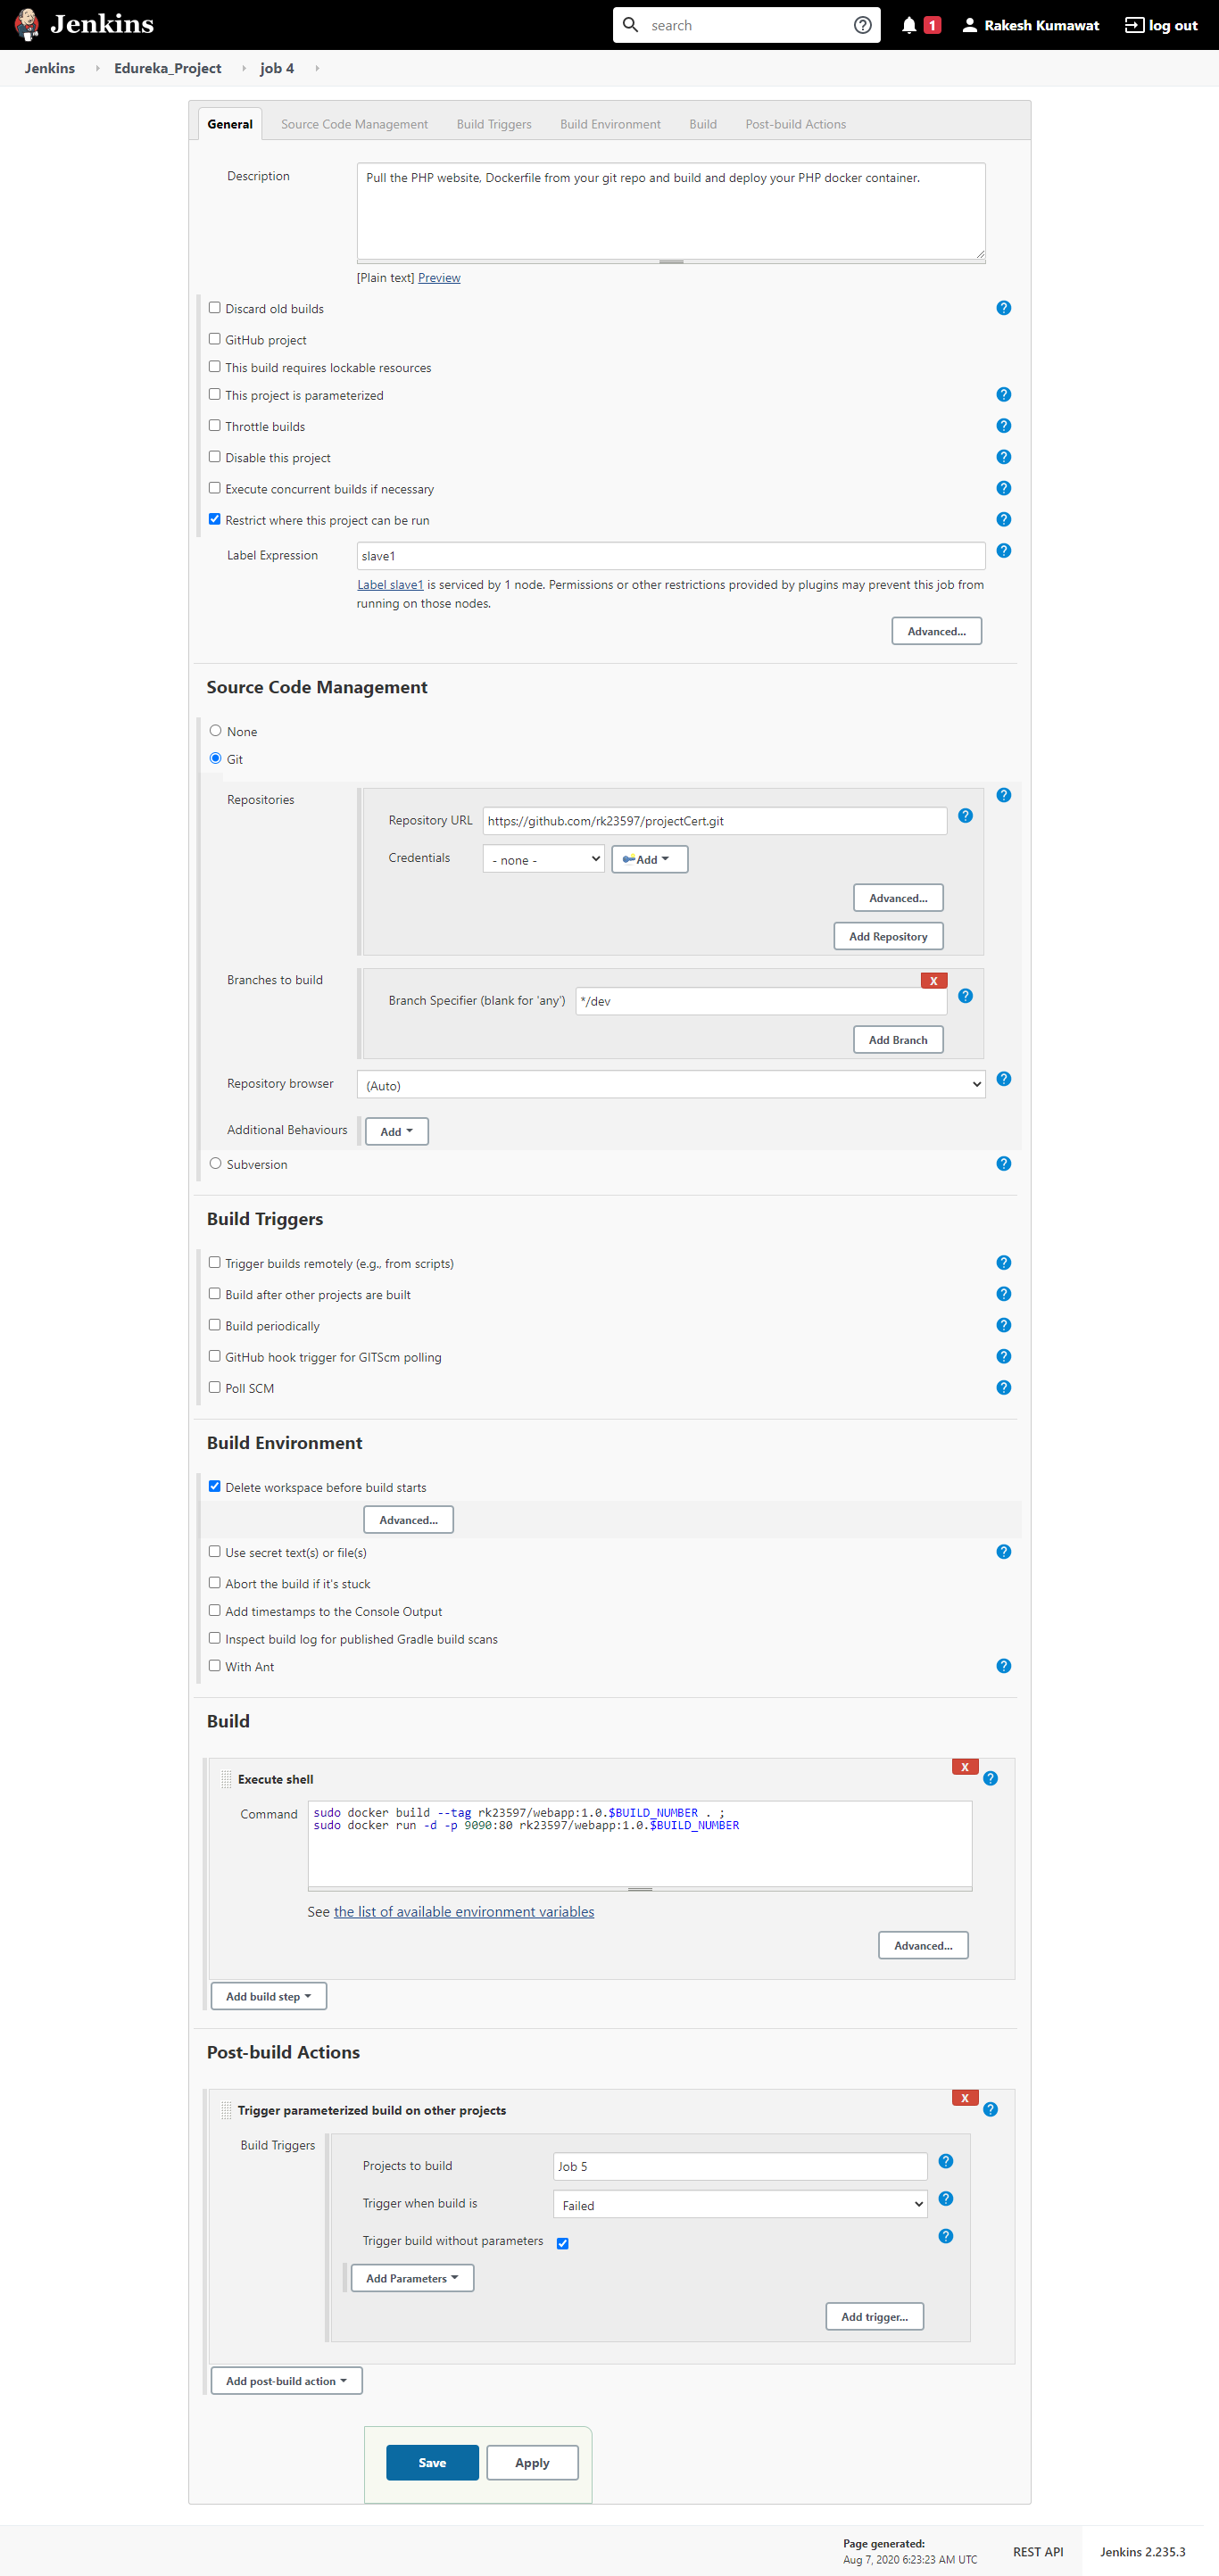 Jenkins
search
1
Rakesh Kumawat
log out
Jenkins
Edureka_Project
job 4
General
Source Code Management
Build Triggers
Build Environment
Build
Post-build Actions
Description
Pull the PHP website, Dockerfile from your git repo and build and deploy your PHP docker container.
[Plain text] Preview
Discard old builds
GitHub project
This build requires lockable resources
This project is parameterized
Throttle builds
Disable this project
Execute concurrent builds if necessary
Restrict where this project can be run
Label Expression
slave1
Label slave1 is serviced by 1 node. Permissions or other restrictions provided by plugins may prevent this job from
running on those nodes.
Advanced...
Source Code Management
None
Git
Repositories
Repository URL
https://github.com/rk23597/projectCert.git
Credentials
- none -
Add
Advanced...
Add Repository
Branches to build
X
Branch Specifier (blank for 'any')
*/dev
Add Branch
Repository browser
(Auto)
Additional Behaviours
Add
Subversion
Build Triggers
Trigger builds remotely (e.g., from scripts)
Build after other projects are built
Build periodically
GitHub hook trigger for GITScm polling
Poll SCM
Build Environment
Delete workspace before build starts
Advanced...
Use secret text(s) or file(s)
Abort the build if it's stuck
Add timestamps to the Console Output
Inspect build log for published Gradle build scans
With Ant
Build
X
Execute shell
Command
sudo docker build --tag rk23597/webapp:1.0.$BUILD_NUMBER . ;
sudo docker run -d -p 9090:80 rk23597/webapp:1.0.$BUILD_NUMBER
See the list of available environment variables
Advanced...
Add build step
Post-build Actions
X
Trigger parameterized build on other projects
Build Triggers
Projects to build
Job 5
Trigger when build is
Failed
Trigger build without parameters
Add Parameters
Add trigger...
Add post-build action
Save
Apply
Page generated:
Aug 7, 2020 6:23:23 AM UTC
REST API
Jenkins 2.235.3